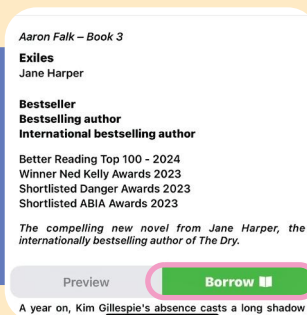 Aaron Falk – Book 3
Exiles
Jane Harper
Bestseller
Bestselling author
International bestselling author
Better Reading Top 100 - 2024
Winner Ned Kelly Awards 2023
Shortlisted Danger Awards 2023
Shortlisted ABIA Awards 2023
The compelling new novel from Jane Harper, the
internationally bestselling author of The Dry.
Preview Borrow
A year on, Kim Gillespie's absence casts a long shadow